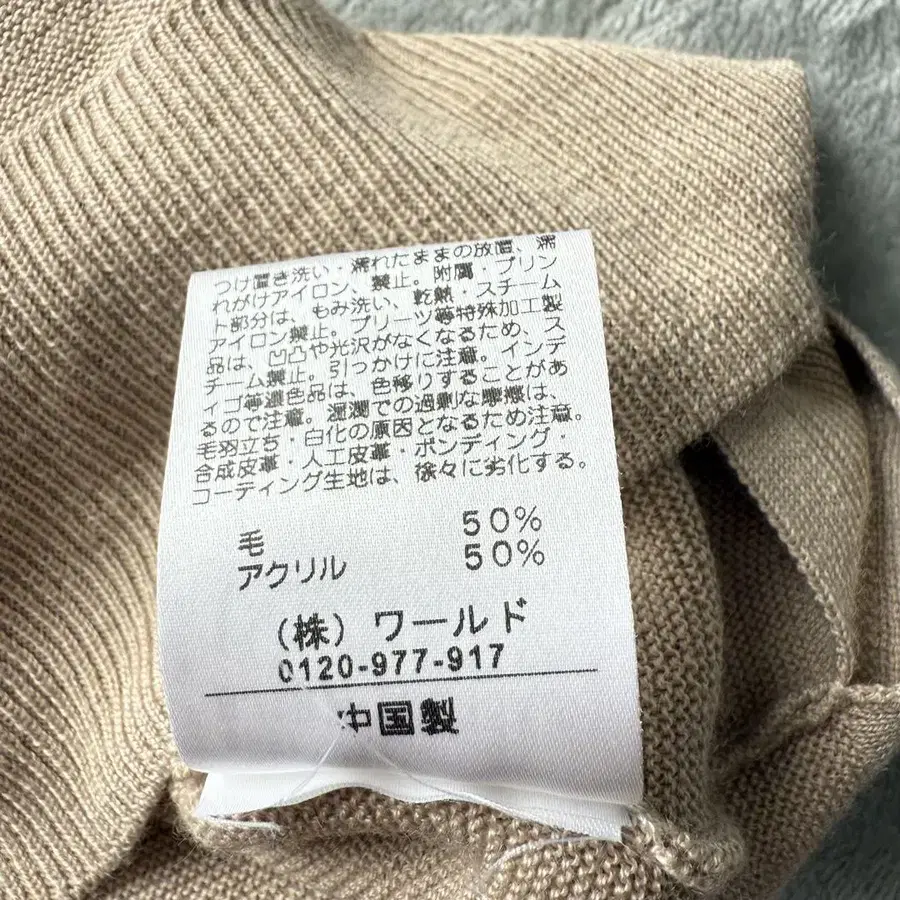 つけ置き洗い・濡れたままの放置、濡
れがけアイロン、禁止。附属・プリン
ト部分は、もみ洗い、乾熱・スチーム
アイロン禁止。プリーツ等特殊加工製
品は、凹凸や光沢がなくなるため、ス
チーム禁止。引っかけに注意。インデ
ィゴ等濃色品は、色移りすることがあ
るので注意。湿潤での過剰な摩擦は、
毛羽立ち・白化の原因となるため注意。
合成皮革・人工皮革・ボンディング・
コーティング生地は、徐々に劣化する。
毛 50%
アクリル 50%
(株) ワールド
0120-977-917
中国製